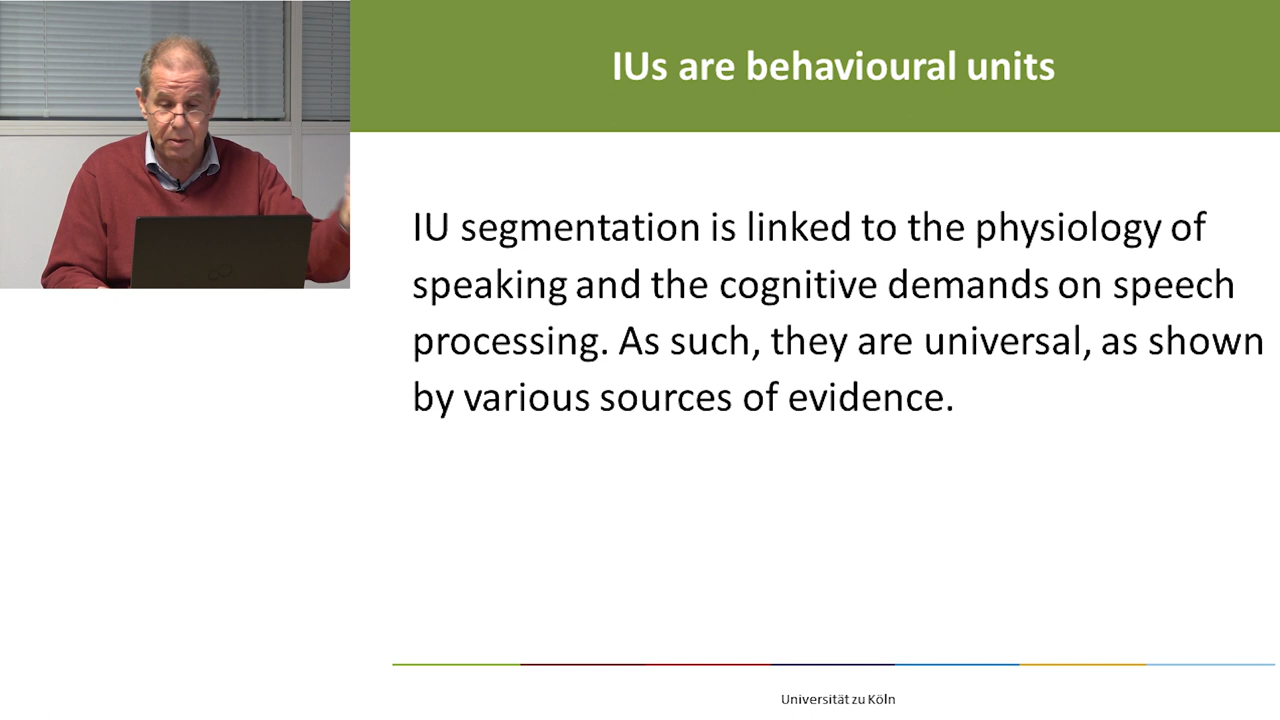 IUs are behavioural units
IU segmentation is linked to the physiology of
speaking and the cognitive demands on speech
processing. As such, they are universal, as shown
by various sources of evidence.
Universität zu Köln